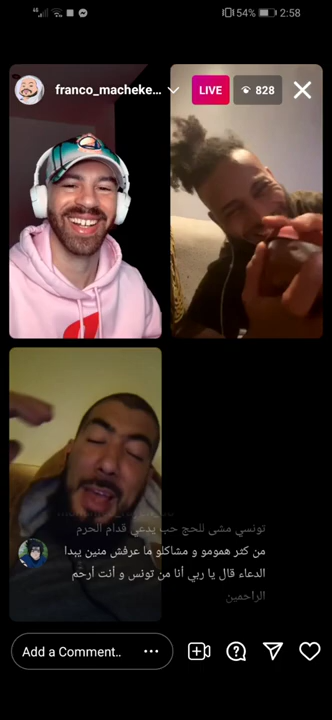 54% 2:58
franco_macheke... LIVE 828
تونسي مشى للحج حب يدعي قدام الحرم
من كثر همومو و مشاكلو ما عرفش منين يبدا
الدعاء قال يا ربي أنا من تونس و أنت أرحم
الراحمين
Add a Comment..